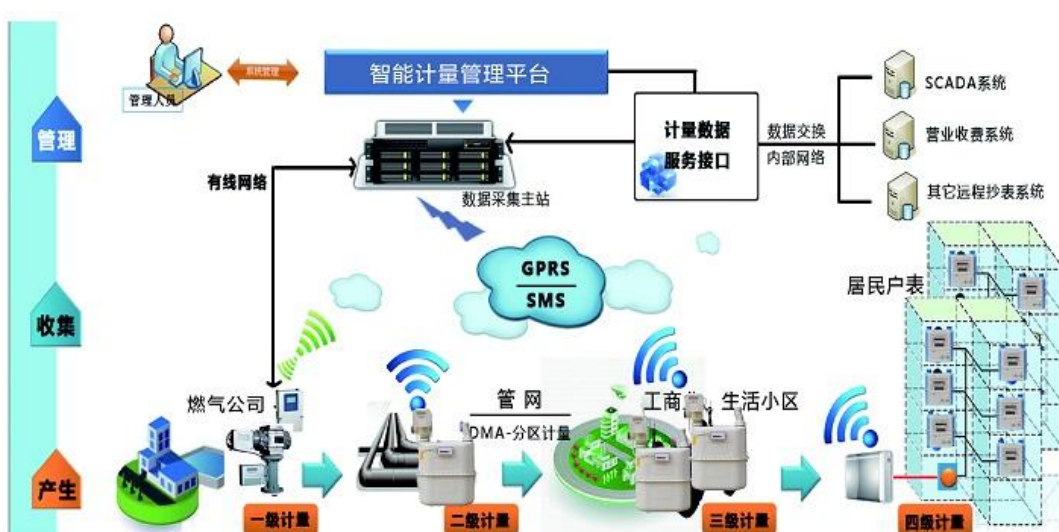 智能计量管理平台
系统管理
管理人员
SCADA系统
管理
计量数据
服务接口
数据交换
内部网络
营业收费系统
有线网络
数据采集主站
其它远程抄表系统
GPRS
SMS
居民户表
收集
燃气公司
管网
DMA-分区计量
工商
、生活小区
产生
一级计量
二级计量
三级计量
四级计量